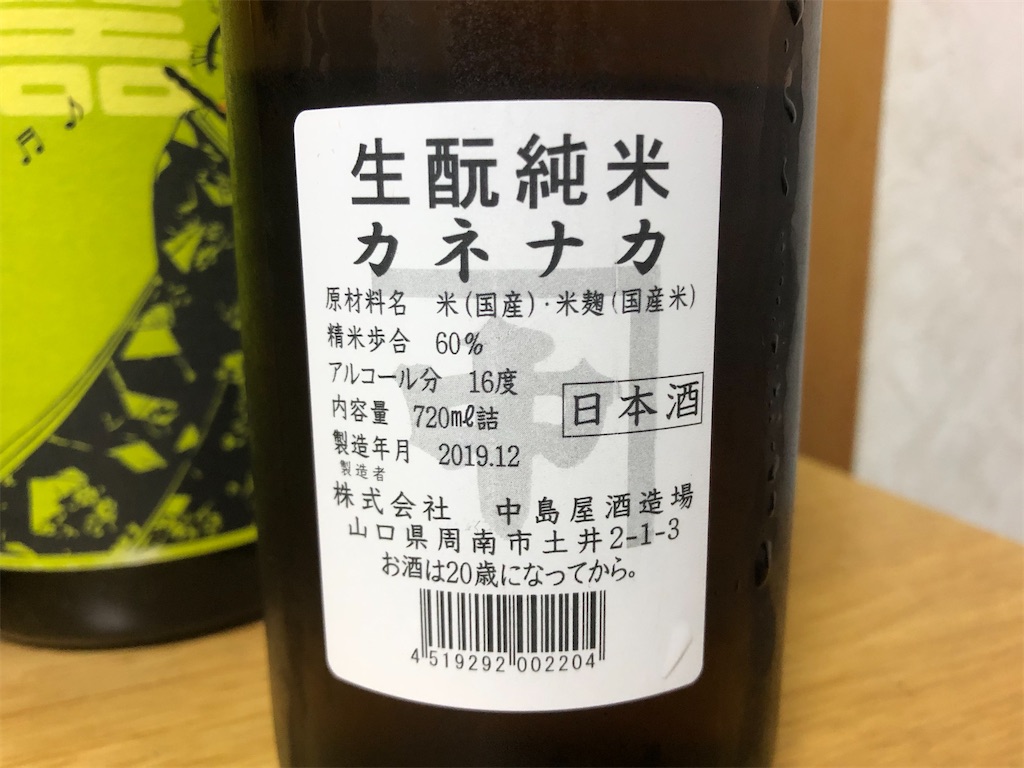 生酛純米
カネナカ
原材料名 米(国産)・米麹(国産米)
精米歩合 60%
アルコール分 16度
内容量 720mℓ詰
日本酒
製造年月 2019.12
製造者
株式会社 中島屋酒造場
山口県周南市土井2-1-3
お酒は20歳になってから。
4 519292 002204